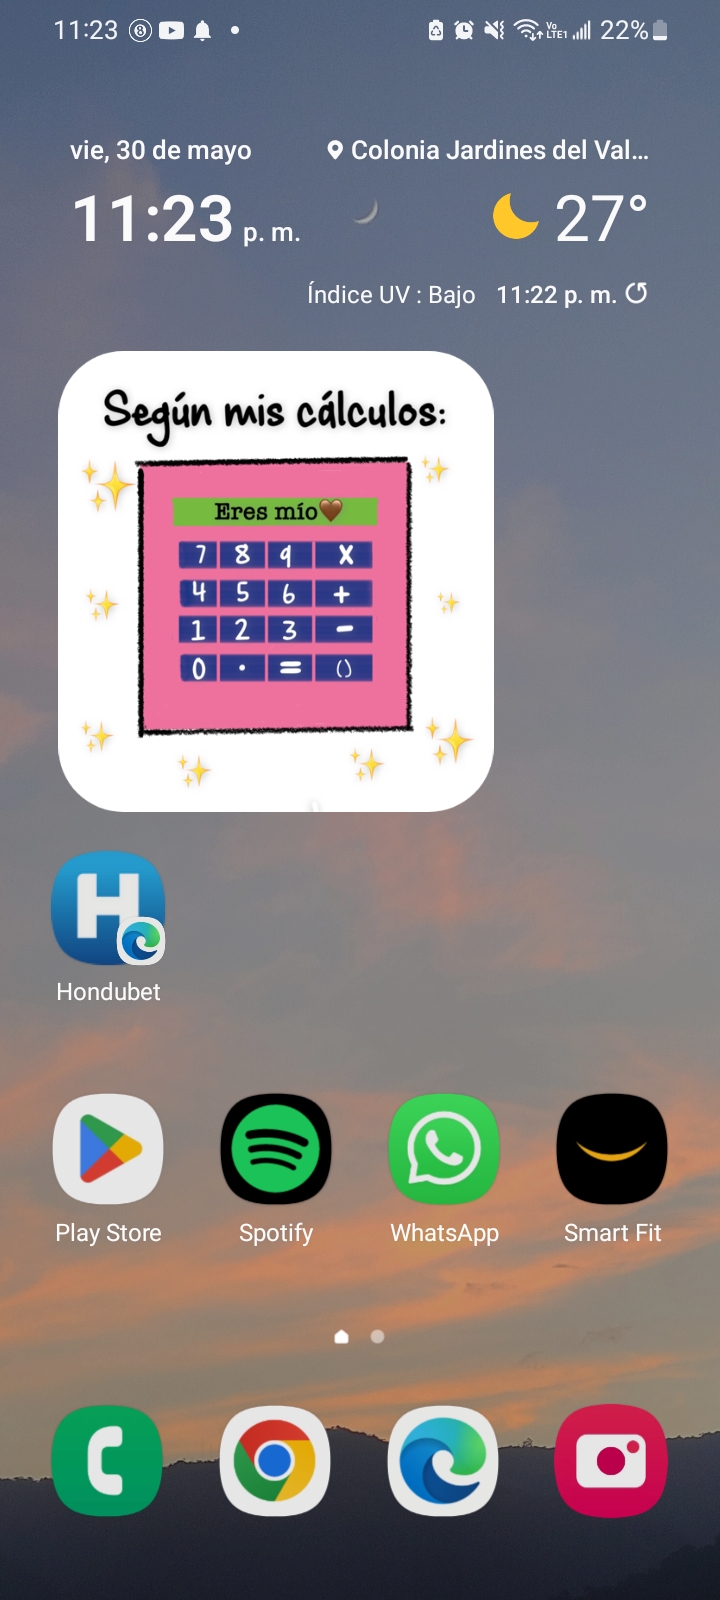 11:23 22%
Vo
LTE1
vie, 30 de mayo Colonia Jardines del Val...
11:23 p. m. 27°
Índice UV : Bajo 11:22 p. m.
Según mis cálculos:
Eres mío🤎
7 8 9 X
4 5 6 +
1 2 3 -
0 . = ()
H
Hondubet
Play Store Spotify WhatsApp Smart Fit